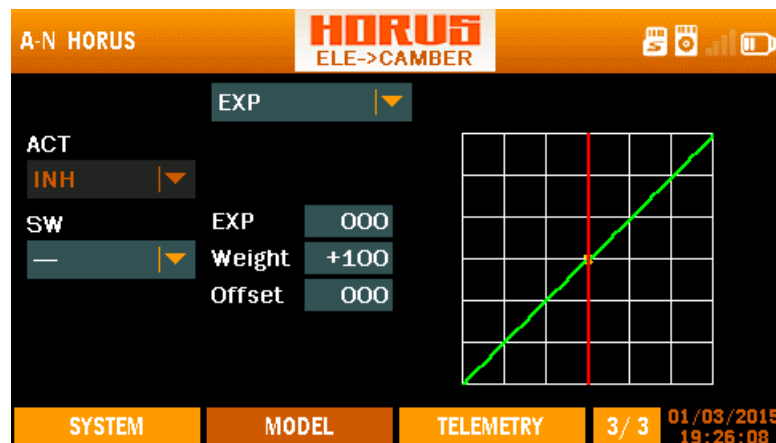 A-N HORUS
HORUS
ELE->CAMBER
EXP
ACT
INH
SW
—
EXP 000
Weight +100
Offset 000
SYSTEM MODEL TELEMETRY 3/ 3 01/03/2015
19:26:08